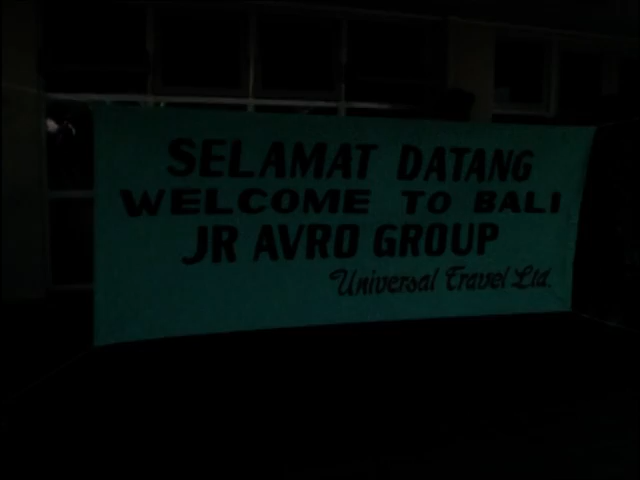 SELAMAT DATANG
WELCOME TO BALI
JR AVRO GROUP
Universal Travel Ltd.